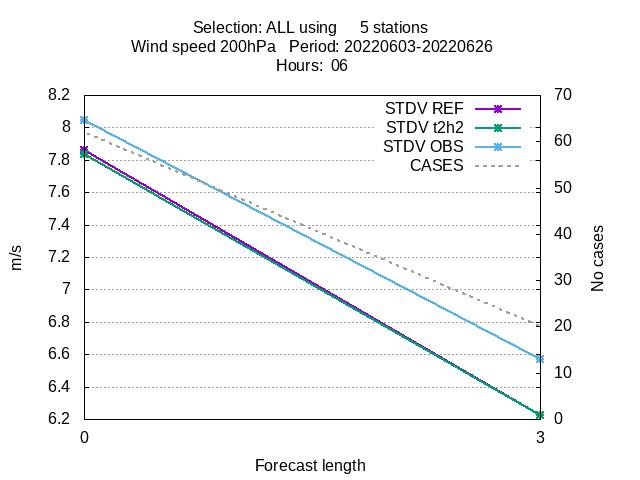 Selection: ALL using     5 stations
Wind speed 200hPa   Period: 20220603-20220626
Hours:  06
8.2
8
7.8
7.6
7.4
7.2
7
6.8
6.6
6.4
6.2
m/s
STDV REF
STDV t2h2
STDV OBS
CASES
70
60
50
40
30
20
10
0
No cases
0
3
Forecast length